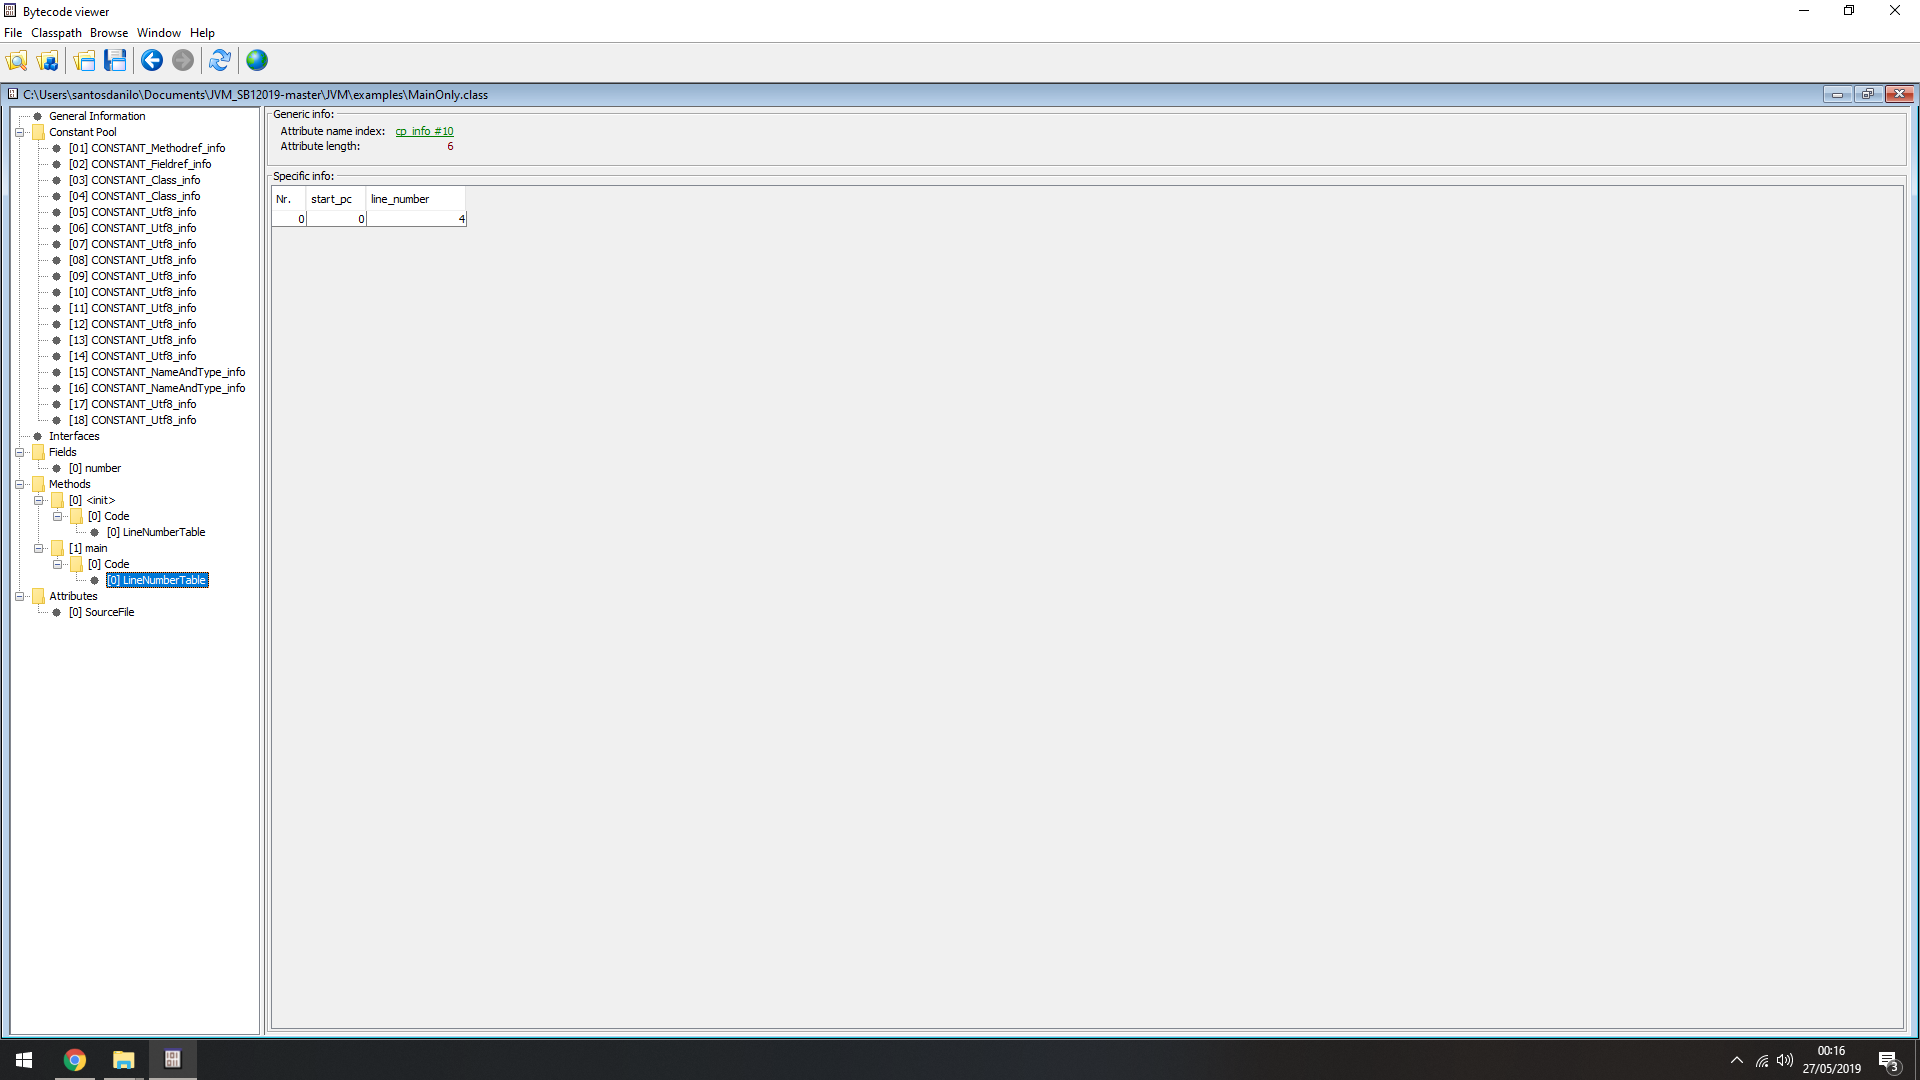 Bytecode viewer
File Classpath Browse Window Help
C:\Users\santosdanilo\Documents\JVM_SB12019-master\JVM\examples\MainOnly.class
General Information
Constant Pool
[01] CONSTANT_Methodref_info
[02] CONSTANT_Fieldref_info
[03] CONSTANT_Class_info
[04] CONSTANT_Class_info
[05] CONSTANT_Utf8_info
[06] CONSTANT_Utf8_info
[07] CONSTANT_Utf8_info
[08] CONSTANT_Utf8_info
[09] CONSTANT_Utf8_info
[10] CONSTANT_Utf8_info
[11] CONSTANT_Utf8_info
[12] CONSTANT_Utf8_info
[13] CONSTANT_Utf8_info
[14] CONSTANT_Utf8_info
[15] CONSTANT_NameAndType_info
[16] CONSTANT_NameAndType_info
[17] CONSTANT_Utf8_info
[18] CONSTANT_Utf8_info
Interfaces
Fields
[0] number
Methods
[0] <init>
[0] Code
[0] LineNumberTable
[1] main
[0] Code
[0] LineNumberTable
Attributes
[0] SourceFile
Generic info:
Attribute name index: cp_info #10
Attribute length: 6
Specific info:
Nr. start_pc line_number
0 0 4
00:16
27/05/2019
3